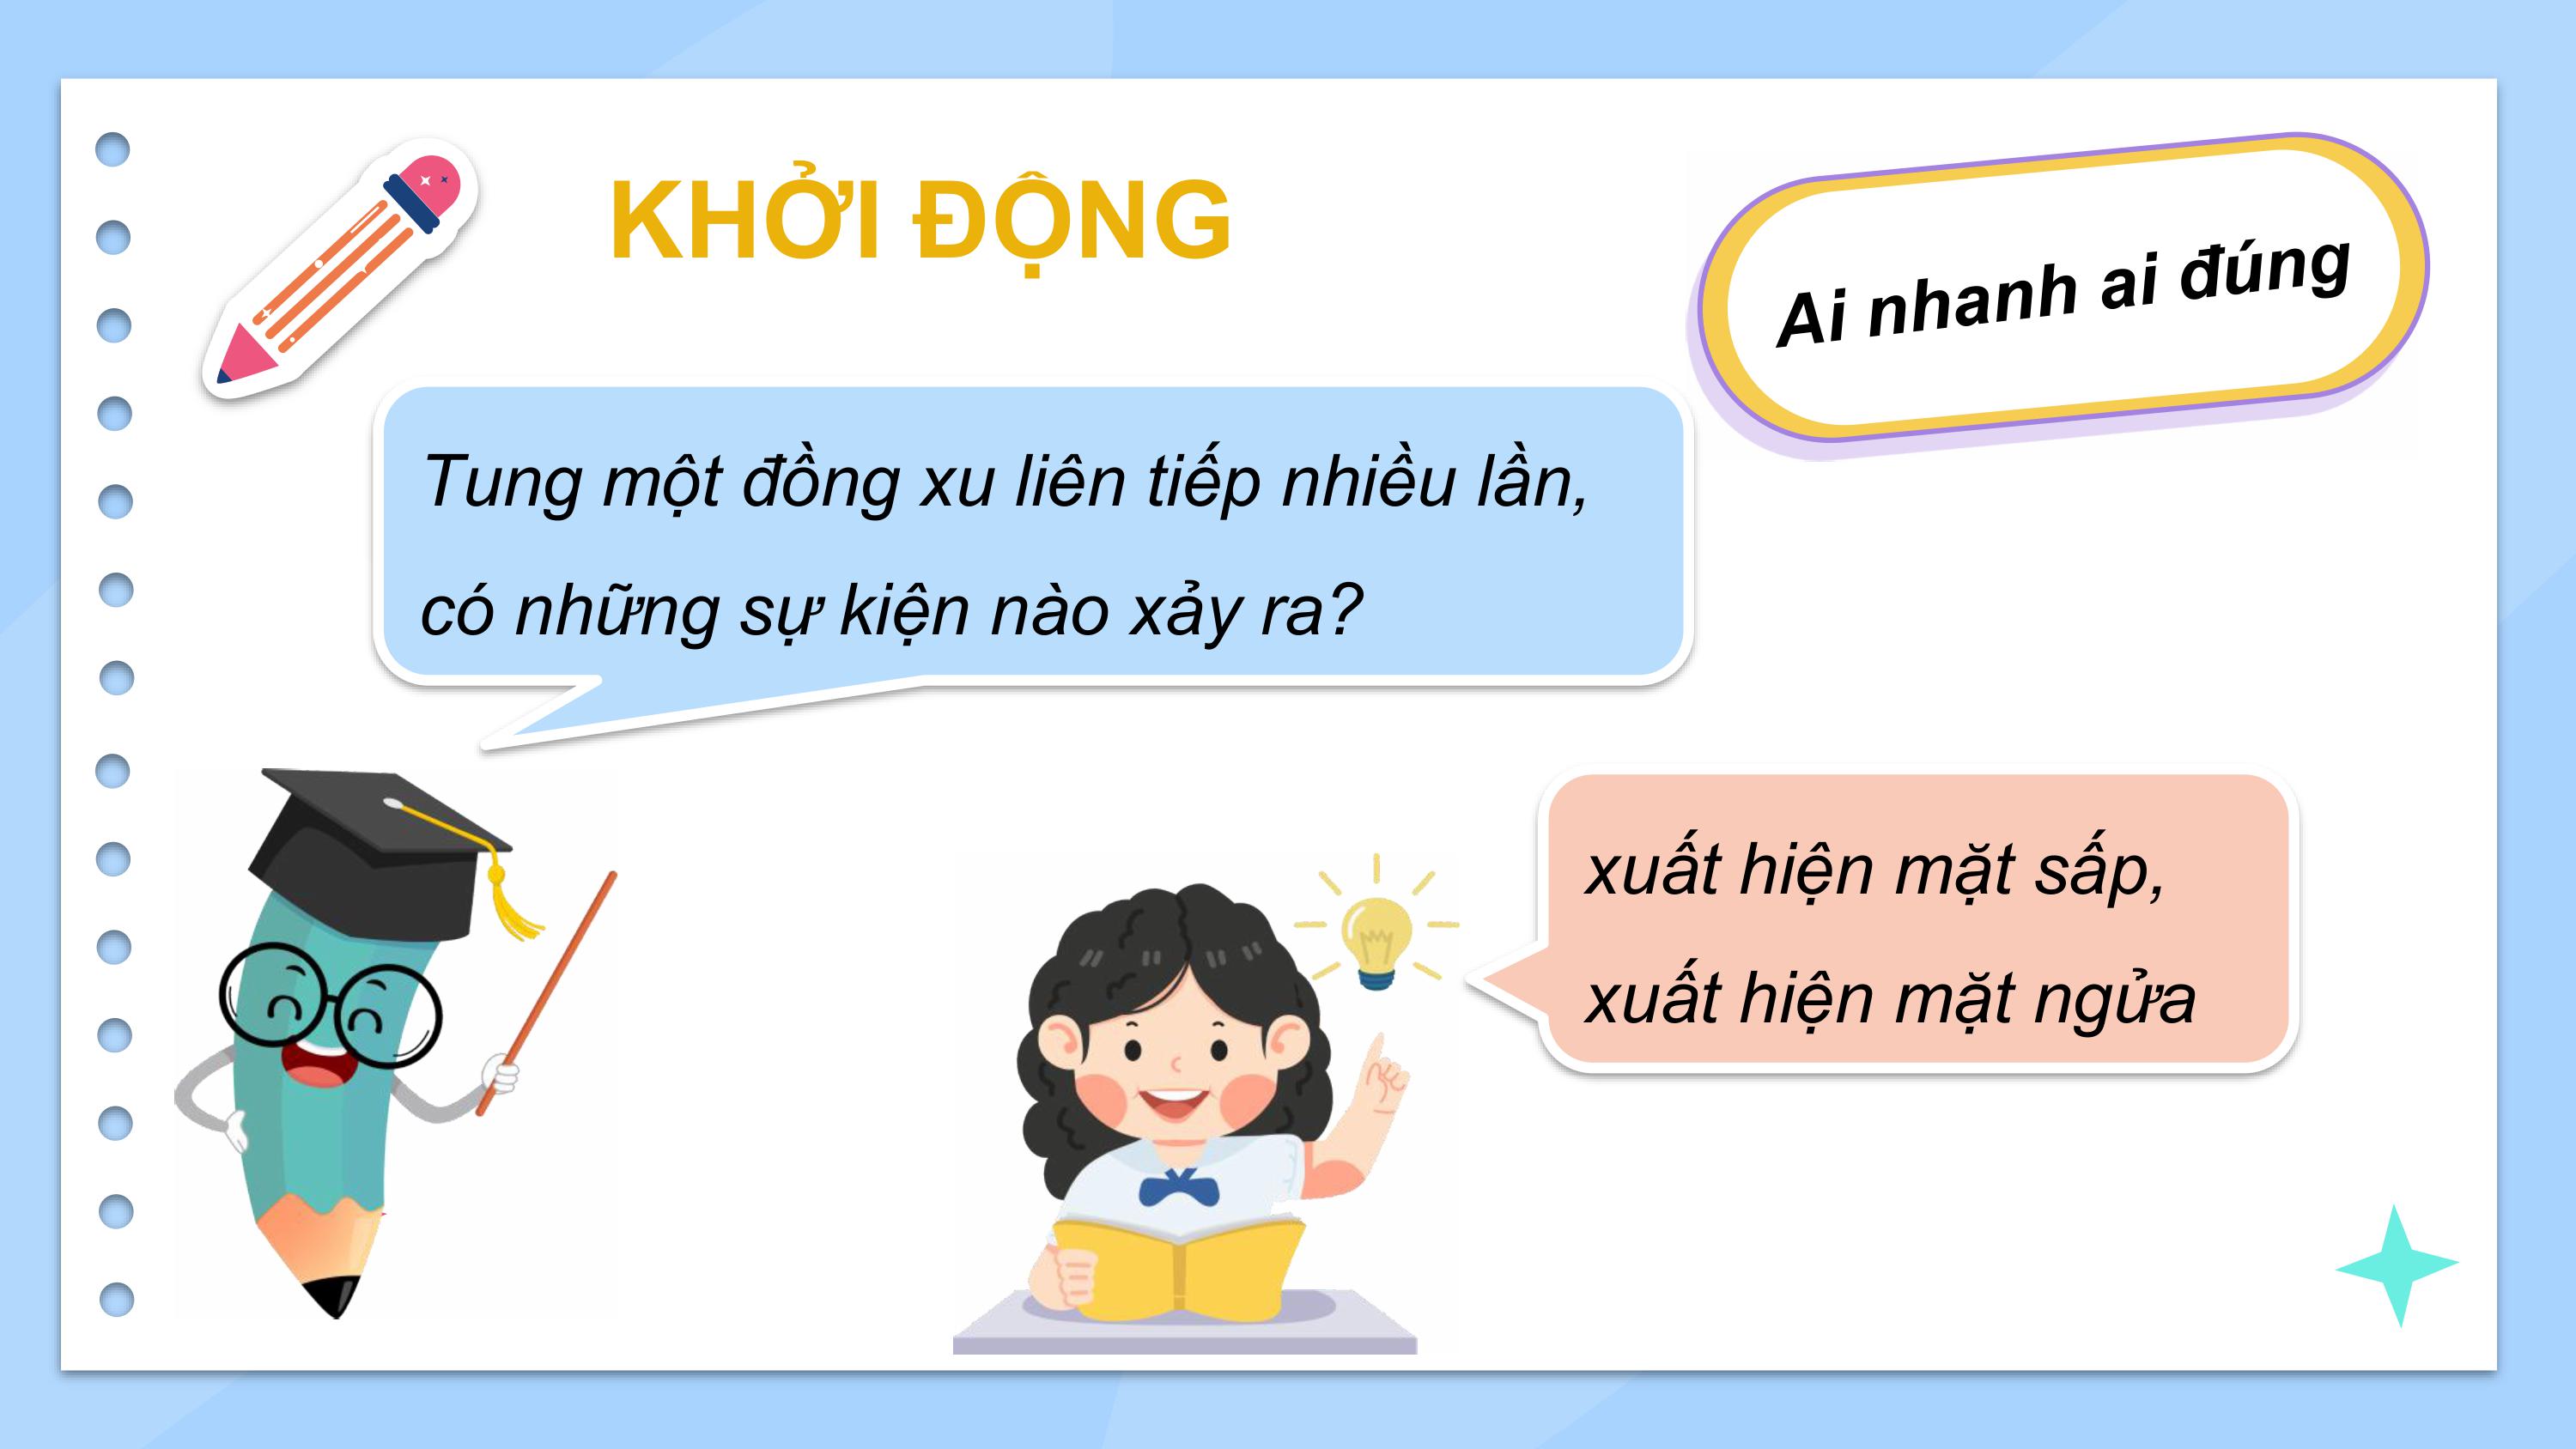 KHỞI ĐỘNG
Ai nhanh ai đúng
Tung một đồng xu liên tiếp nhiều lần,
có những sự kiện nào xảy ra?
xuất hiện mặt sấp,
xuất hiện mặt ngửa